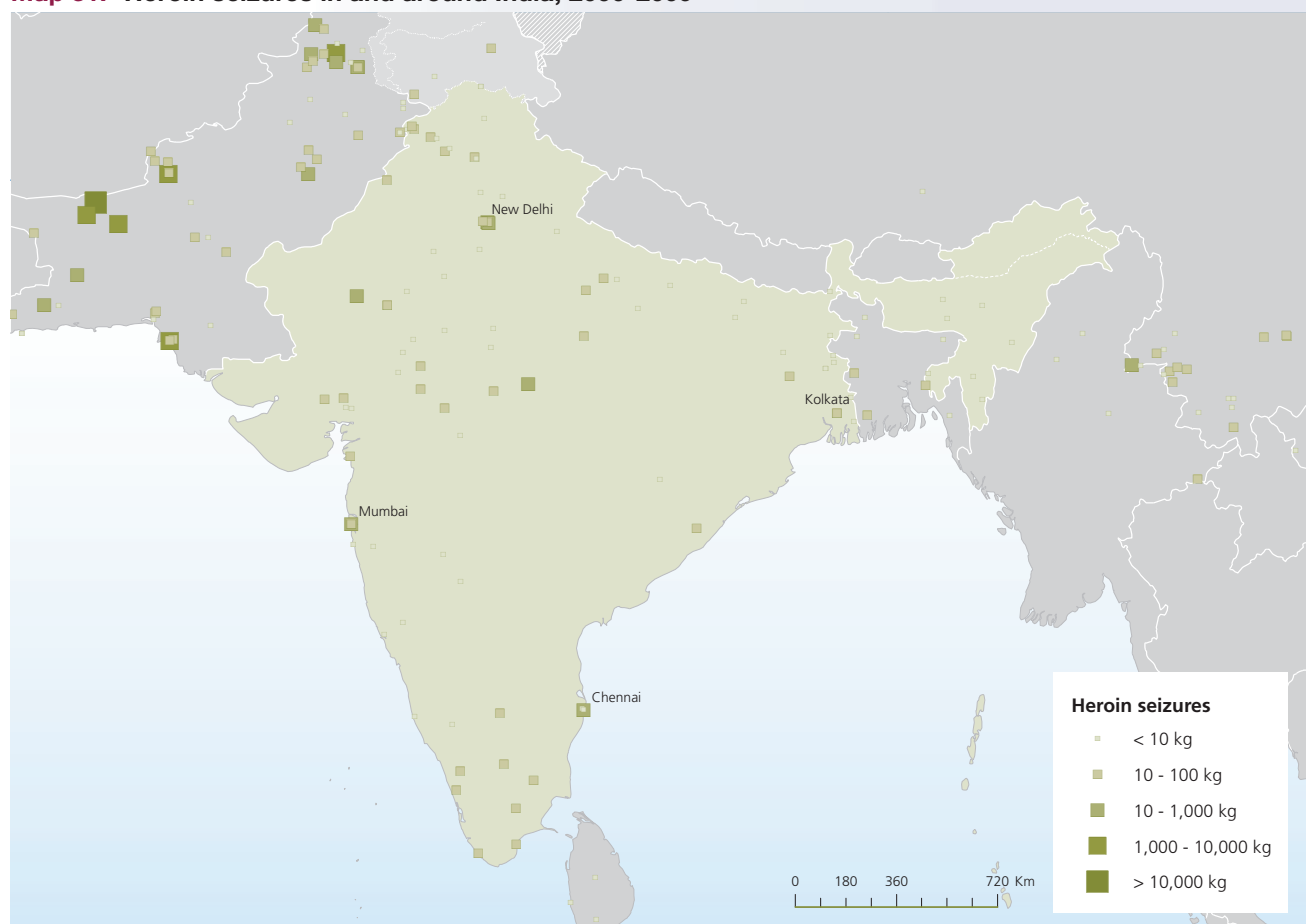 New Delhi
Kolkata
Mumbai
Chennai
Heroin seizures
< 10 kg
10 - 100 kg
10 - 1,000 kg
1,000 - 10,000 kg
> 10,000 kg
0 180 360 720 Km